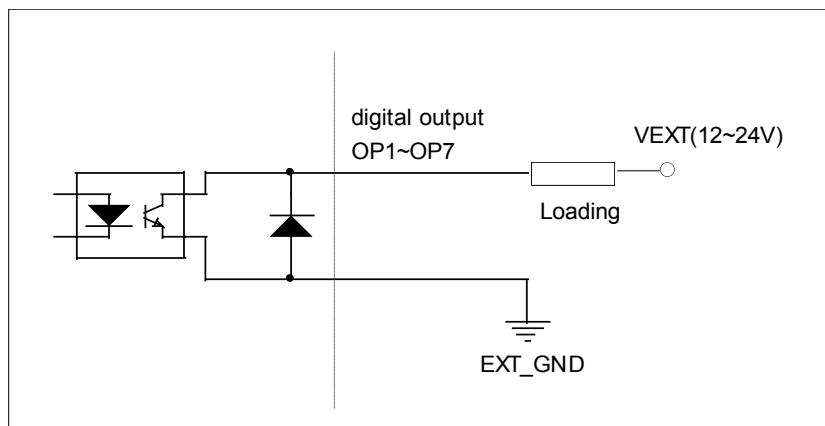 digital output
OP1~OP7
VEXT(12~24V)
Loading
EXT_GND